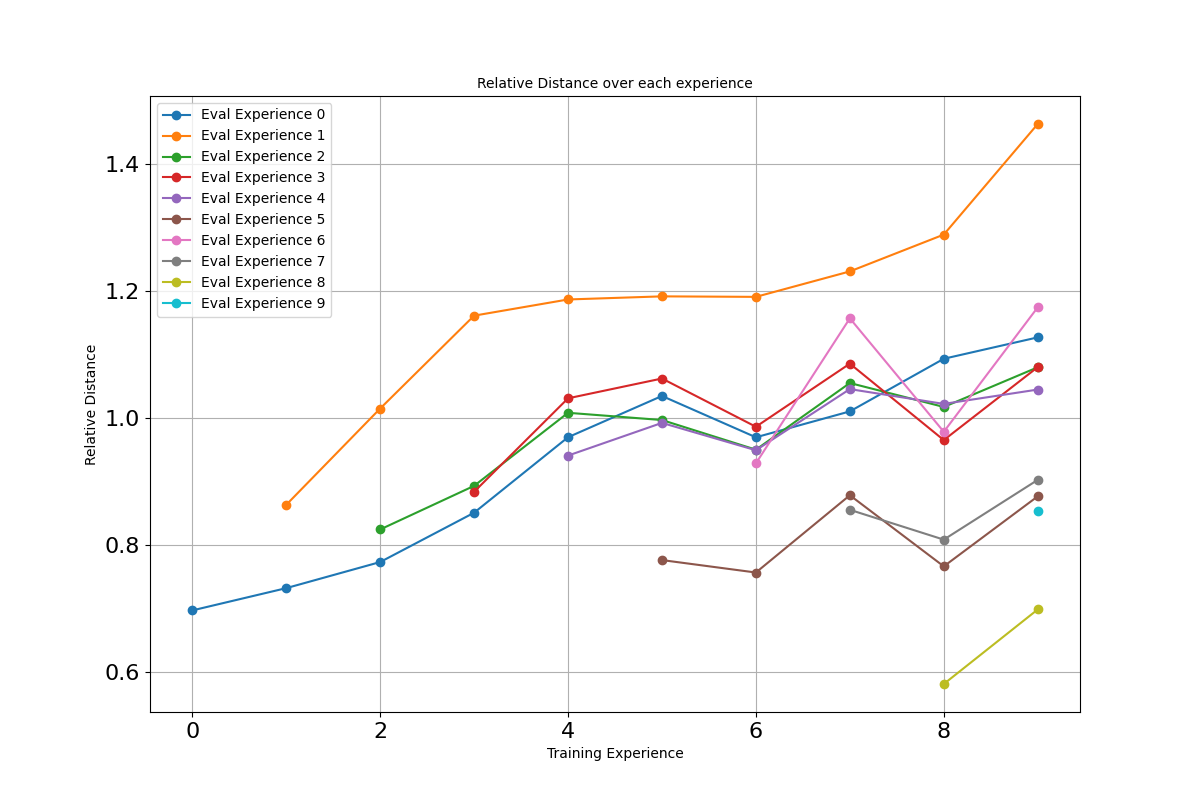 Relative Distance over each experience
Eval Experience 0
Eval Experience 1
Eval Experience 2
Eval Experience 3
Eval Experience 4
Eval Experience 5
Eval Experience 6
Eval Experience 7
Eval Experience 8
Eval Experience 9
1.4
1.2
1.0
0.8
0.6
Relative Distance
0 2 4 6 8
Training Experience